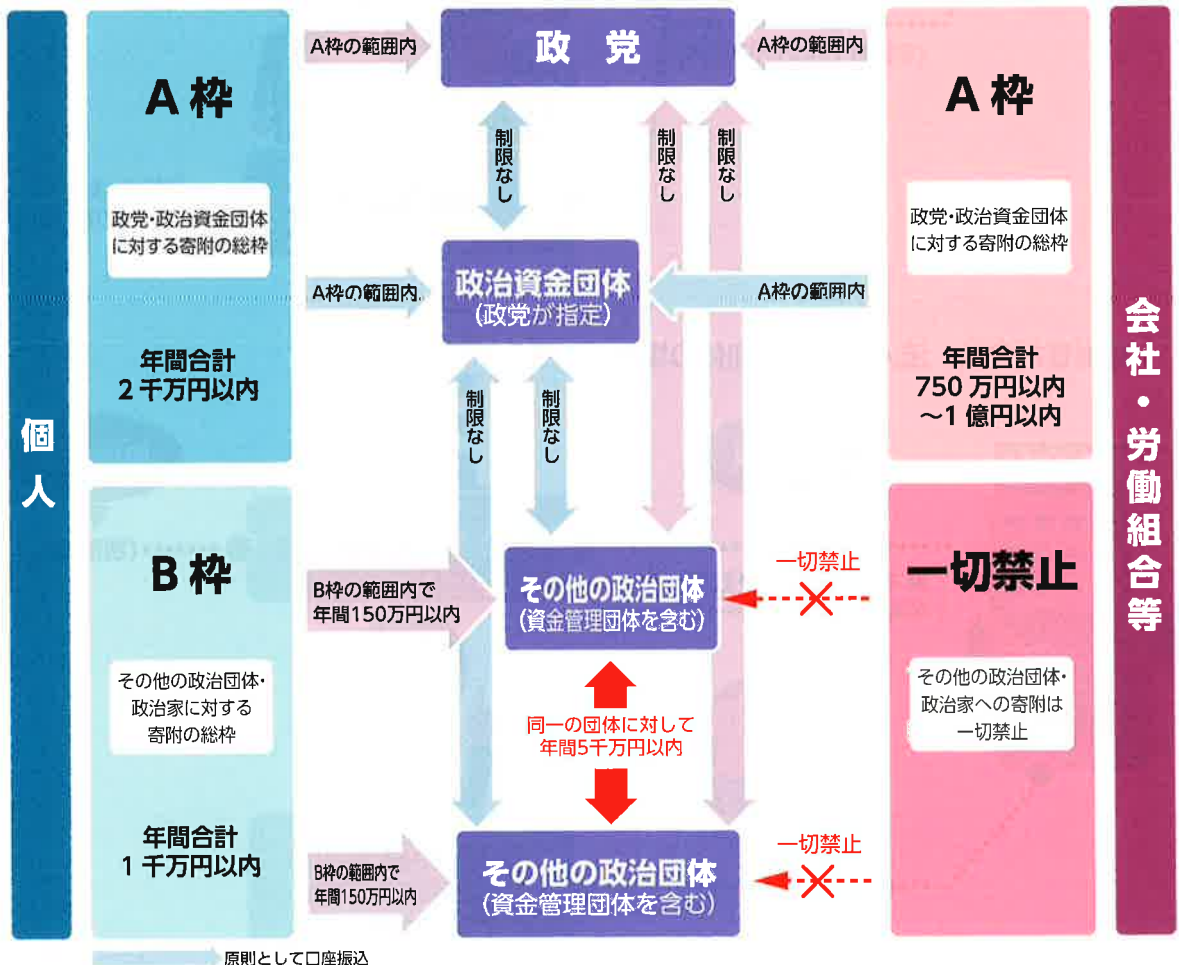 個人
A枠
政党・政治資金団体
に対する寄附の総枠
年間合計
2千万円以内
B枠
その他の政治団体・
政治家に対する
寄附の総枠
年間合計
1千万円以内
A枠の範囲内
政党
A枠の範囲内
制限なし
制限なし
制限なし
A枠の範囲内
政治資金団体
(政党が指定)
A枠の範囲内
制限なし
制限なし
B枠の範囲内で
年間150万円以内
その他の政治団体
(資金管理団体を含む)
一切禁止
同一の団体に対して
年間5千万円以内
B枠の範囲内で
年間150万円以内
その他の政治団体
(資金管理団体を含む)
一切禁止
A枠
政党・政治資金団体
に対する寄附の総枠
年間合計
750万円以内
～1億円以内
一切禁止
その他の政治団体・
政治家への寄附は
一切禁止
会社・労働組合等
原則として口座振込